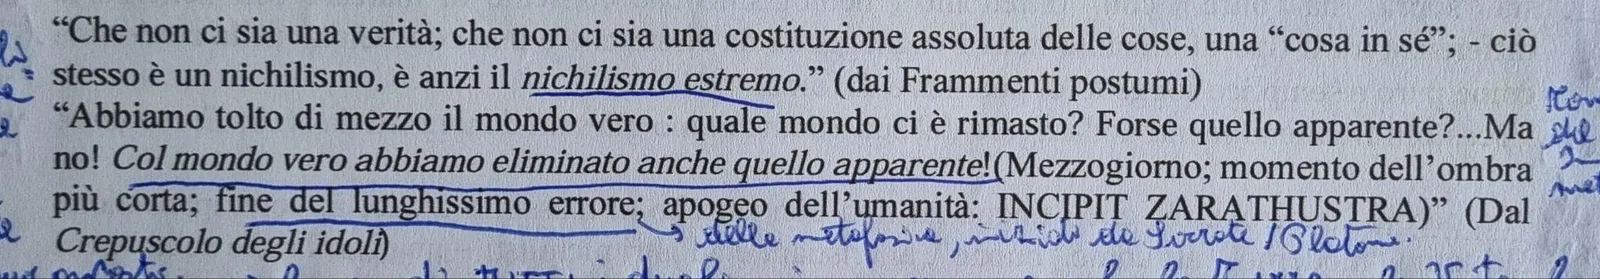 “Che non ci sia una verità; che non ci sia una costituzione assoluta delle cose, una “cosa in sé”; - ciò
stesso è un nichilismo, è anzi il nichilismo estremo.” (dai Frammenti postumi)
“Abbiamo tolto di mezzo il mondo vero : quale mondo ci è rimasto? Forse quello apparente?...Ma
no! Col mondo vero abbiamo eliminato anche quello apparente!(Mezzogiorno; momento dell’ombra
più corta; fine del lunghissimo errore; apogeo dell’umanità: INCIPIT ZARATHUSTRA)” (Dal
Crepuscolo degli idoli)
della metafisica, iniziato da Socrate / Platone.